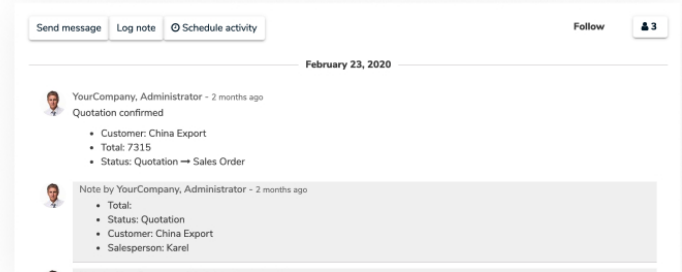 Send message Log note Schedule activity Follow 3
February 23, 2020
YourCompany, Administrator - 2 months ago
Quotation confirmed
• Customer: China Export
• Total: 7315
• Status: Quotation → Sales Order
Note by YourCompany, Administrator - 2 months ago
• Total:
• Status: Quotation
• Customer: China Export
• Salesperson: Karel